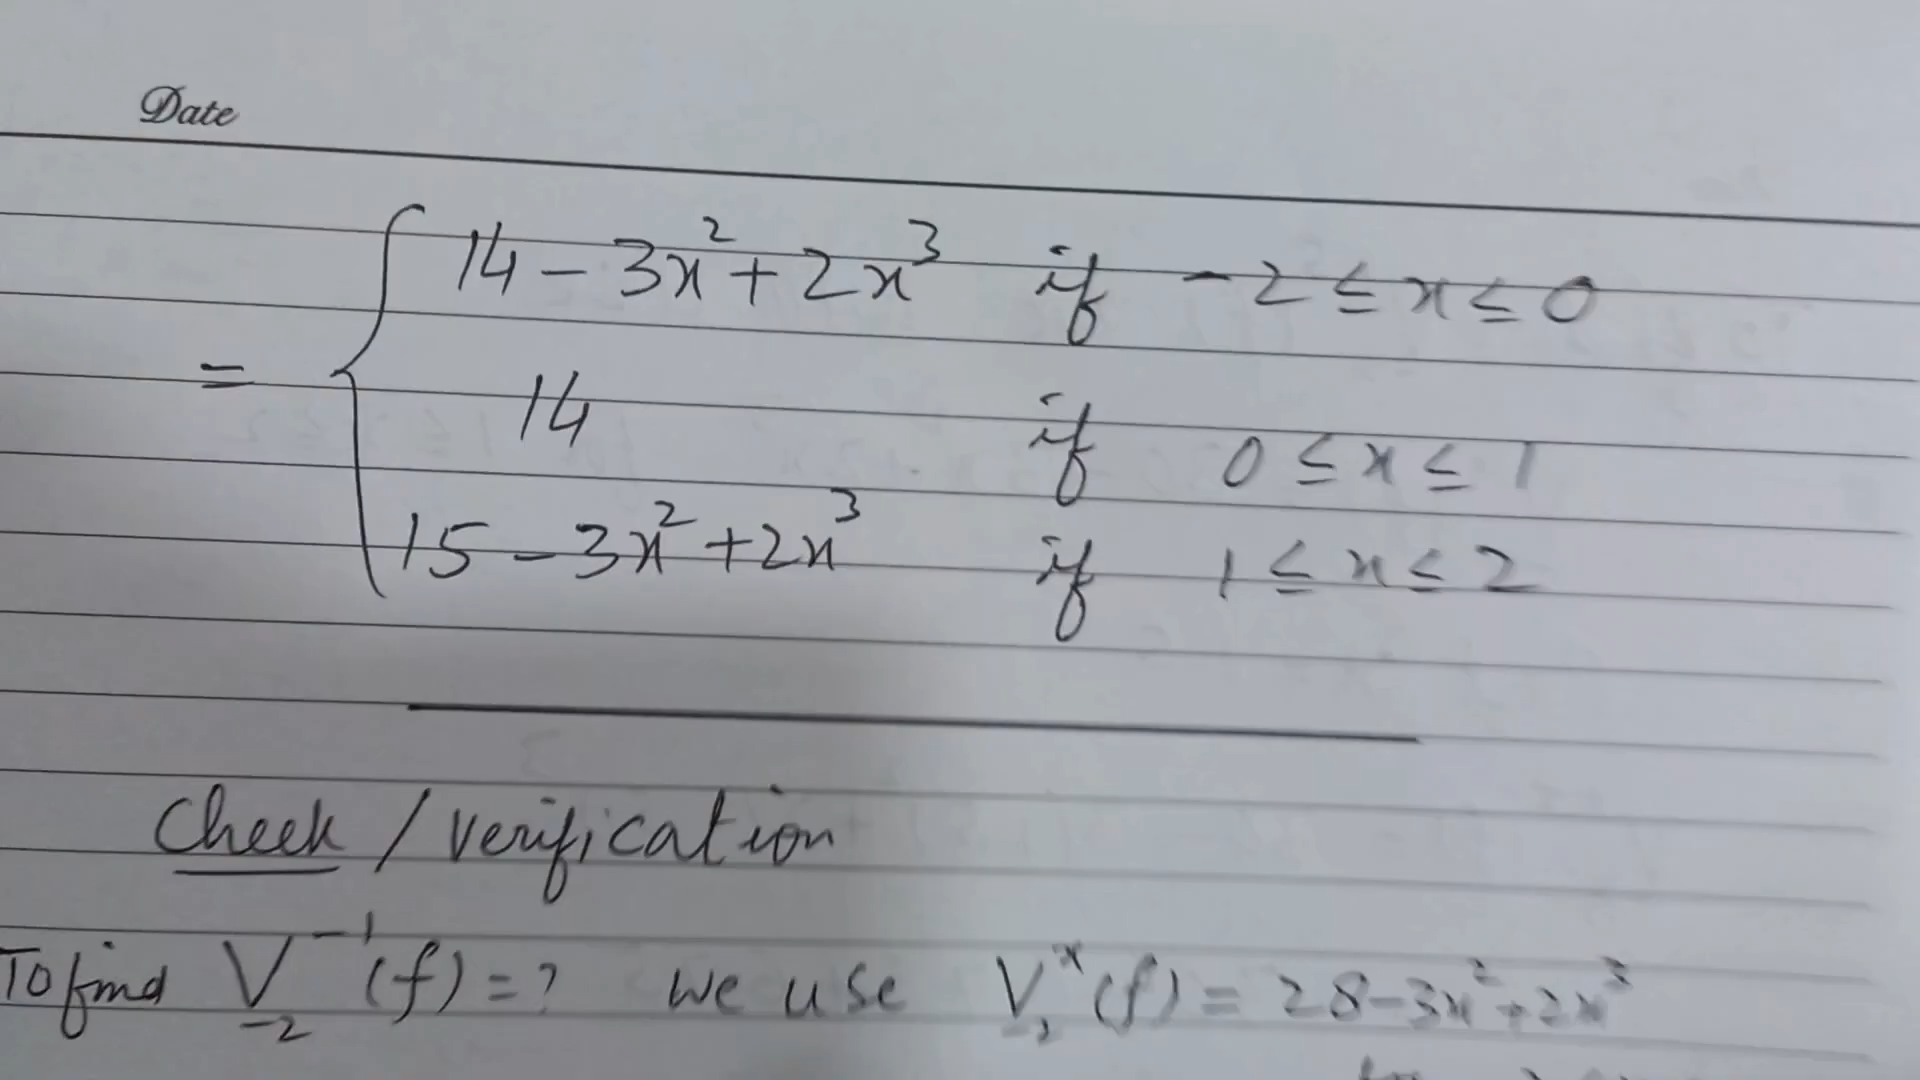 Date
14 - 3x² + 2x³ if -2 ≤ x ≤ 0
= { 14 if 0 ≤ x ≤ 1
15 - 3x² + 2x³ if 1 ≤ x ≤ 2
Check / verification
To find V₋₂⁻¹(f) = ? we use V₋₂ˣ(f) = 28 - 3x² + 2x³